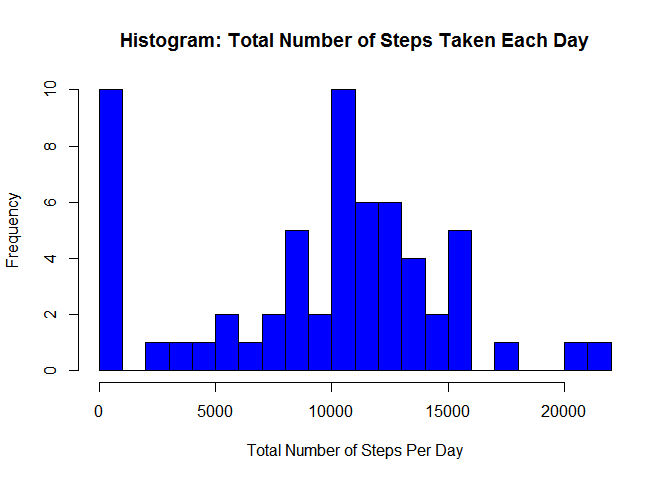 Histogram: Total Number of Steps Taken Each Day
Frequency
10
8
6
4
2
0
0 5000 10000 15000 20000
Total Number of Steps Per Day